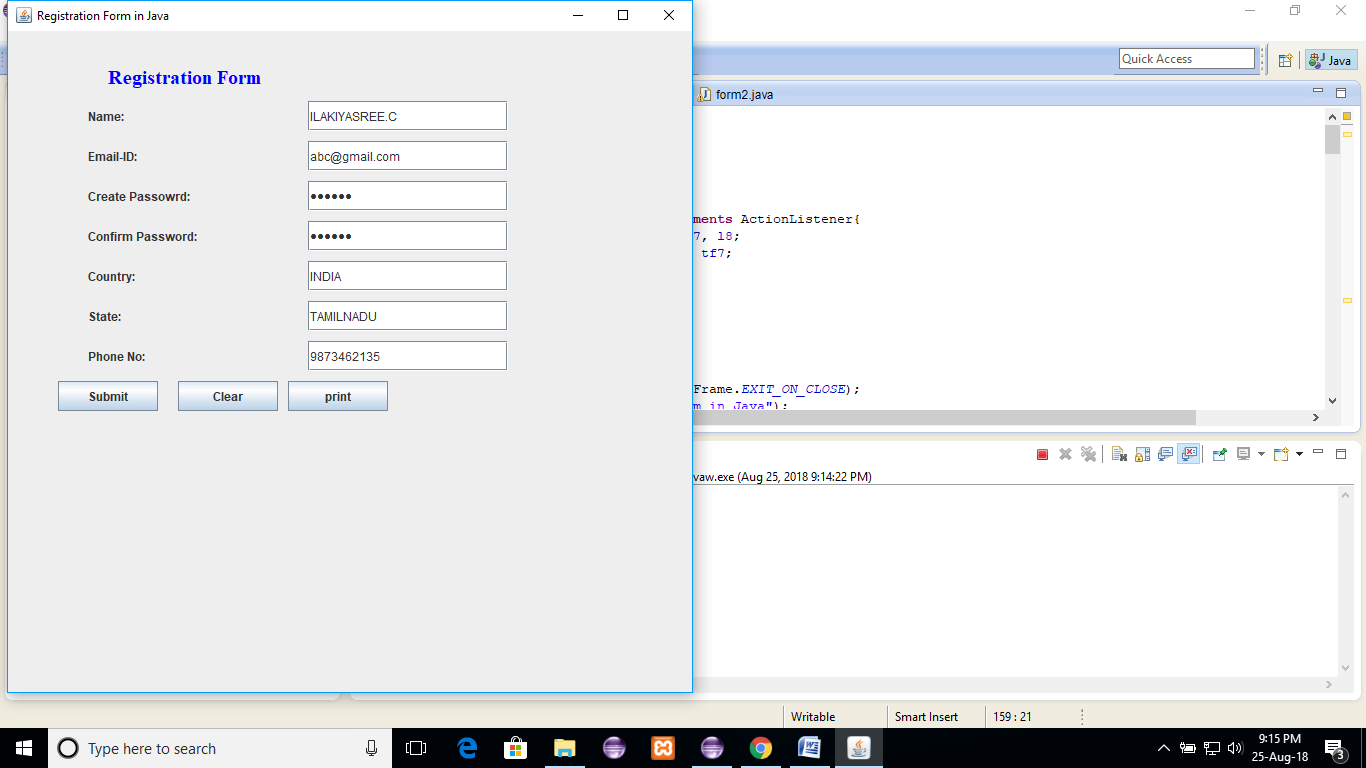 Registration Form in Java
Registration Form
Name:
ILAKIYASREE.C
Email-ID:
abc@gmail.com
Create Passowrd:
••••••
Confirm Password:
••••••
Country:
INDIA
State:
TAMILNADU
Phone No:
9873462135
Submit
Clear
print
Quick Access
Java
form2.java
ments ActionListener{
7, l8;
tf7;
Frame.EXIT_ON_CLOSE);
m in Java");
vaw.exe (Aug 25, 2018 9:14:22 PM)
Writable
Smart Insert
159 : 21
Type here to search
9:15 PM
25-Aug-18
3